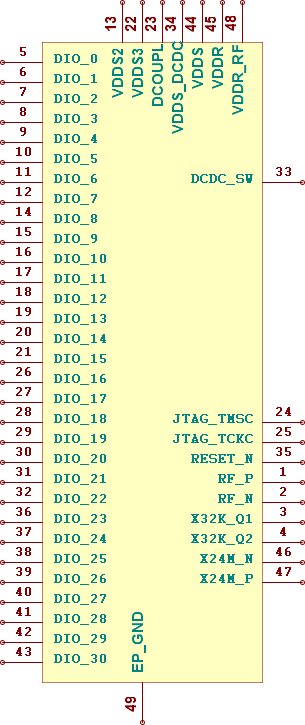 13 22 23 34 44 45 48
VDDS2 VDDS3 DCOUPL VDDS_DCDC VDDS VDDR VDDR_RF
5 DIO_0
6 DIO_1
7 DIO_2
8 DIO_3
9 DIO_4
10 DIO_5
11 DIO_6 DCDC_SW 33
12 DIO_7
14 DIO_8
15 DIO_9
16 DIO_10
17 DIO_11
18 DIO_12
19 DIO_13
20 DIO_14
21 DIO_15
26 DIO_16
27 DIO_17
28 DIO_18 JTAG_TMSC 24
29 DIO_19 JTAG_TCKC 25
30 DIO_20 RESET_N 35
31 DIO_21 RF_P 1
32 DIO_22 RF_N 2
36 DIO_23 X32K_Q1 3
37 DIO_24 X32K_Q2 4
38 DIO_25 X24M_N 46
39 DIO_26 X24M_P 47
40 DIO_27
41 DIO_28
42 DIO_29
43 DIO_30
EP_GND
49